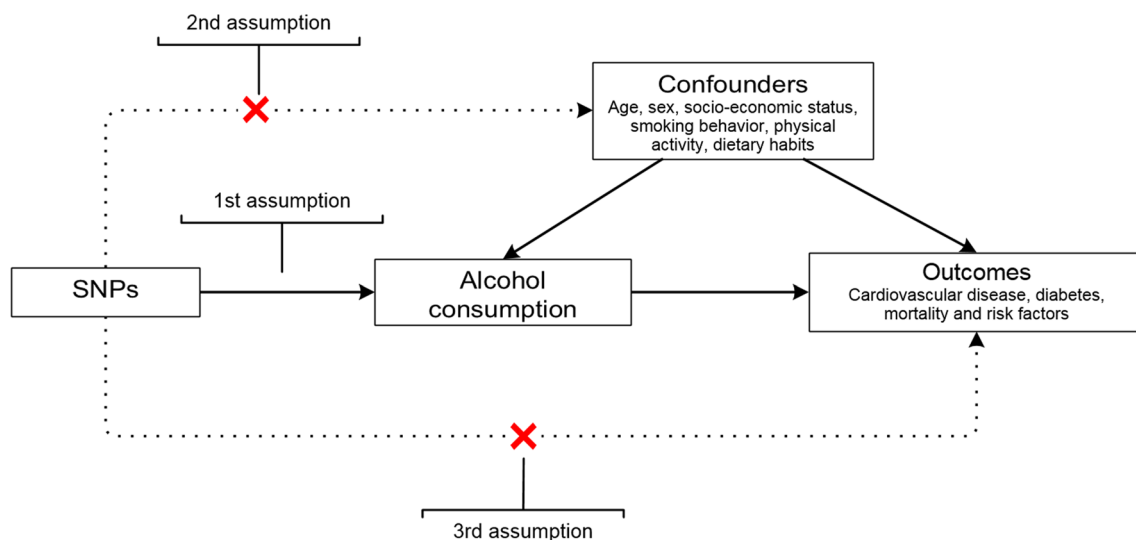 2nd assumption
Confounders
Age, sex, socio-economic status,
smoking behavior, physical
activity, dietary habits
1st assumption
SNPs
Alcohol
consumption
Outcomes
Cardiovascular disease, diabetes,
mortality and risk factors
3rd assumption